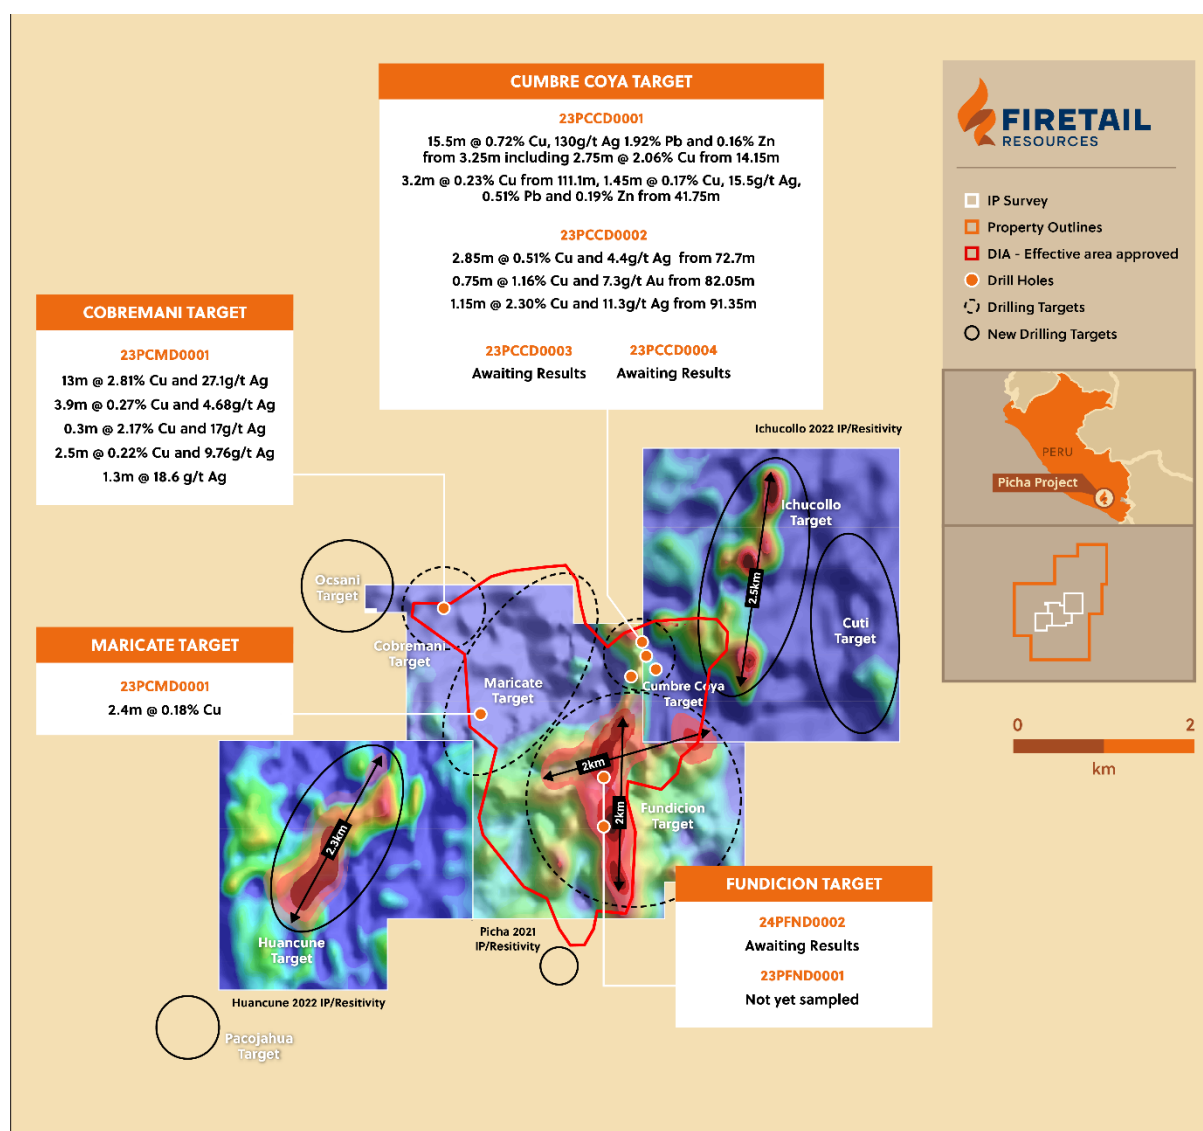 CUMBRE COYA TARGET
23PCCD0001
15.5m @ 0.72% Cu, 130g/t Ag 1.92% Pb and 0.16% Zn
from 3.25m including 2.75m @ 2.06% Cu from 14.15m
3.2m @ 0.23% Cu from 111.1m, 1.45m @ 0.17% Cu, 15.5g/t Ag,
0.51% Pb and 0.19% Zn from 41.75m
23PCCD0002
2.85m @ 0.51% Cu and 4.4g/t Ag from 72.7m
0.75m @ 1.16% Cu and 7.3g/t Au from 82.05m
1.15m @ 2.30% Cu and 11.3g/t Ag from 91.35m
23PCCD0003
Awaiting Results
23PCCD0004
Awaiting Results
FIRETAIL
RESOURCES
IP Survey
Property Outlines
DIA - Effective area approved
Drill Holes
Drilling Targets
New Drilling Targets
PERU
Picha Project
0
2
km
COBREMANI TARGET
23PCMD0001
13m @ 2.81% Cu and 27.1g/t Ag
3.9m @ 0.27% Cu and 4.68g/t Ag
0.3m @ 2.17% Cu and 17g/t Ag
2.5m @ 0.22% Cu and 9.76g/t Ag
1.3m @ 18.6 g/t Ag
MARICATE TARGET
23PCMD0001
2.4m @ 0.18% Cu
Ichucollo 2022 IP/Resitivity
Ichucollo
Target
2.5km
Cuti
Target
Ocsani
Target
Cobremani
Target
Maricate
Target
Cumbre Coya
Target
2km
2km
Fundicion
Target
2.3km
Huancune
Target
Huancune 2022 IP/Resitivity
Picha 2021
IP/Resitivity
Pacojahua
Target
FUNDICION TARGET
24PFND0002
Awaiting Results
23PFND0001
Not yet sampled